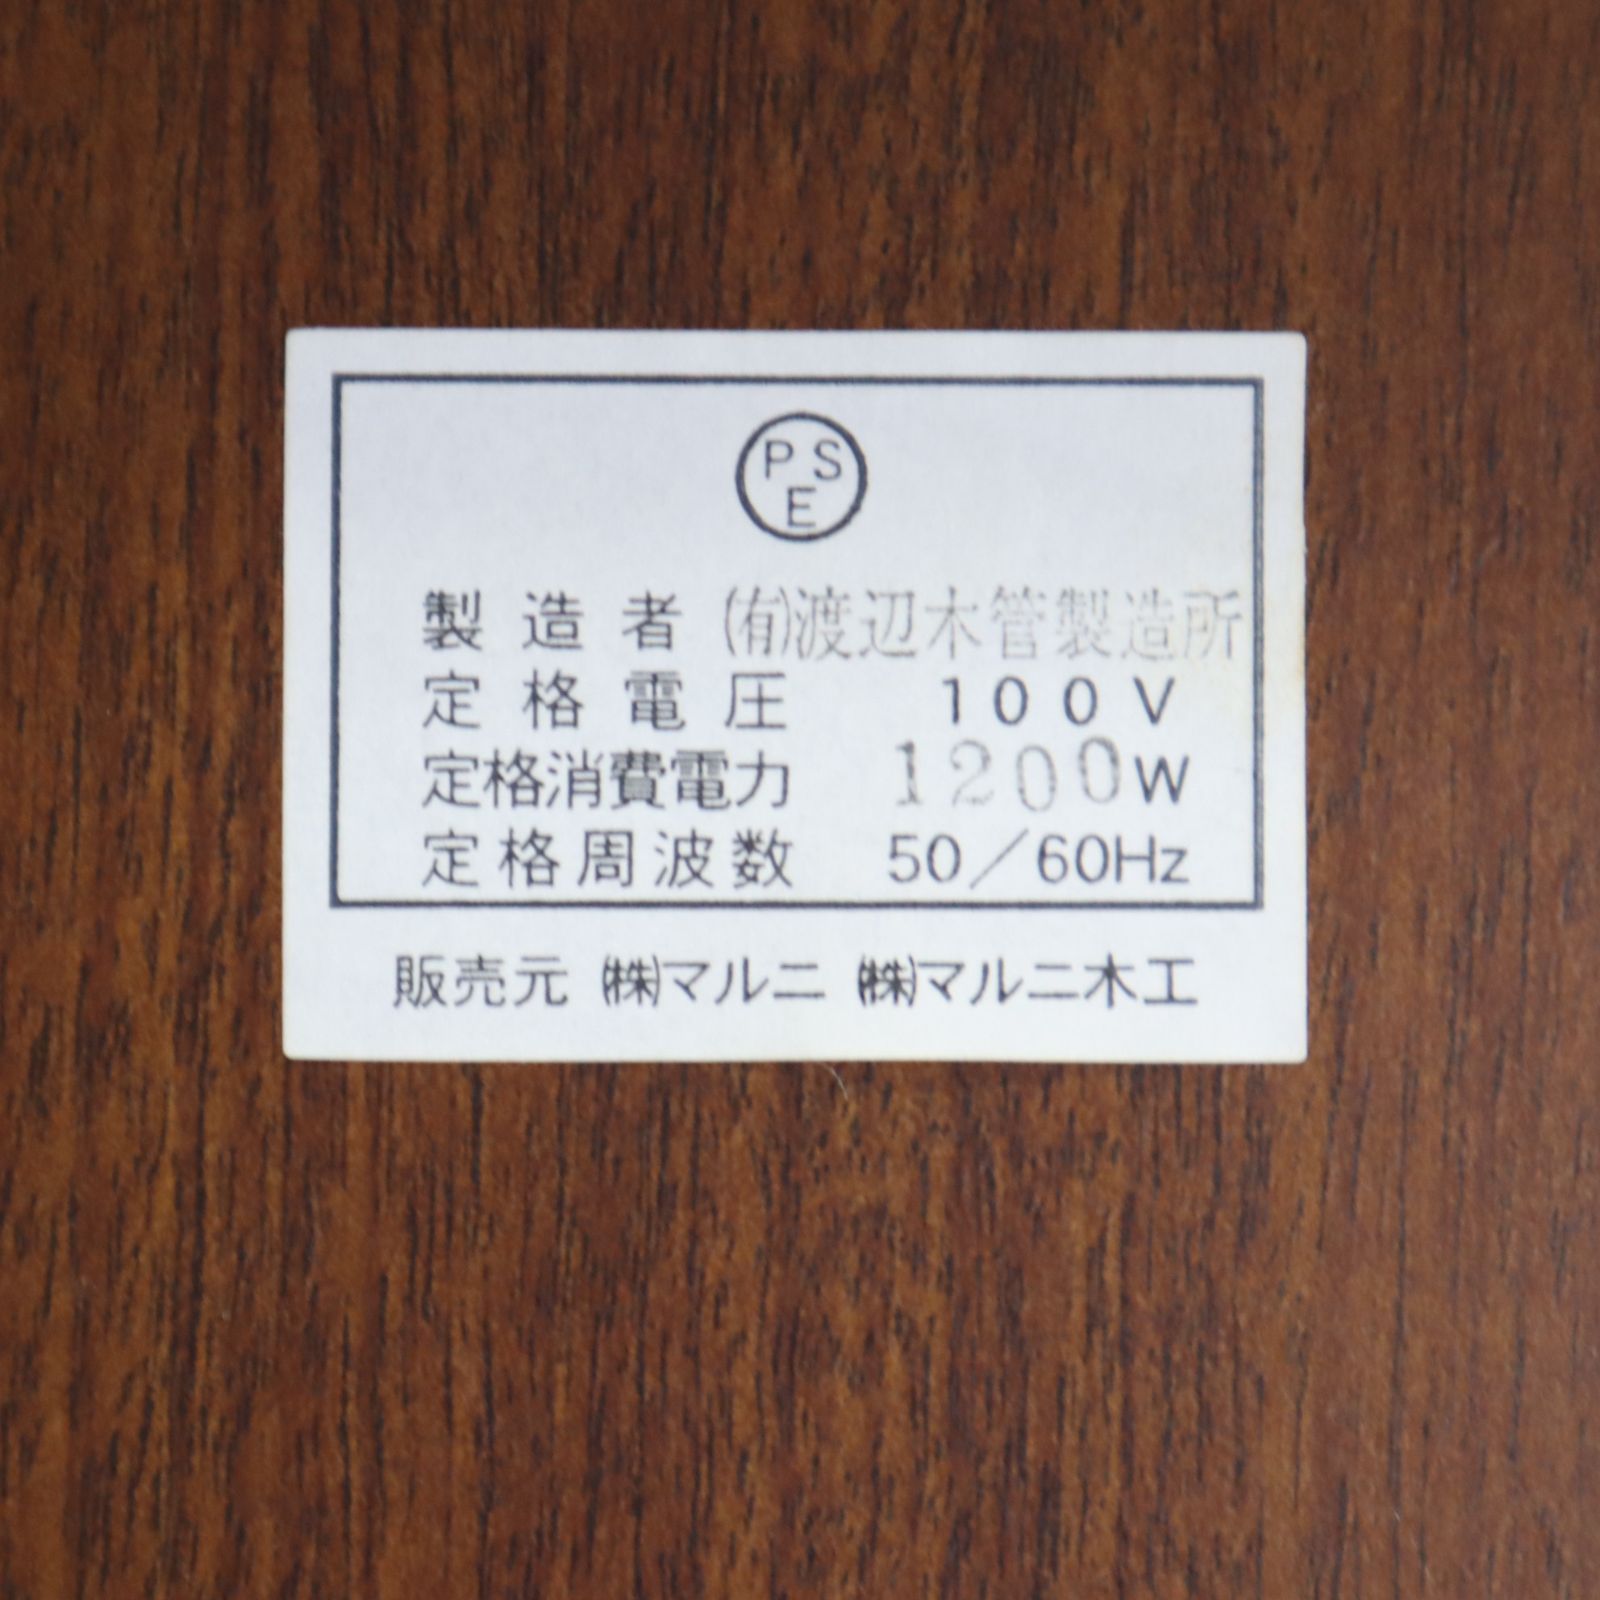 PSE
製造者 ㈲渡辺木管製造所
定格電圧 100V
定格消費電力 1200W
定格周波数 50/60Hz
販売元 ㈱マルニ ㈱マルニ木工